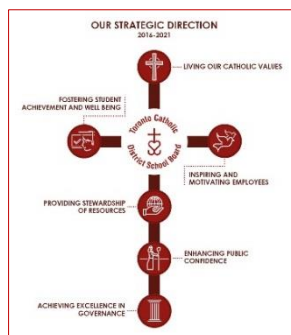 OUR STRATEGIC DIRECTION
2016-2021
LIVING OUR CATHOLIC VALUES
FOSTERING STUDENT
ACHIEVEMENT AND WELL BEING
Toronto Catholic
District School Board
INSPIRING AND
MOTIVATING EMPLOYEES
PROVIDING STEWARDSHIP
OF RESOURCES
ENHANCING PUBLIC
CONFIDENCE
ACHIEVING EXCELLENCE IN
GOVERNANCE